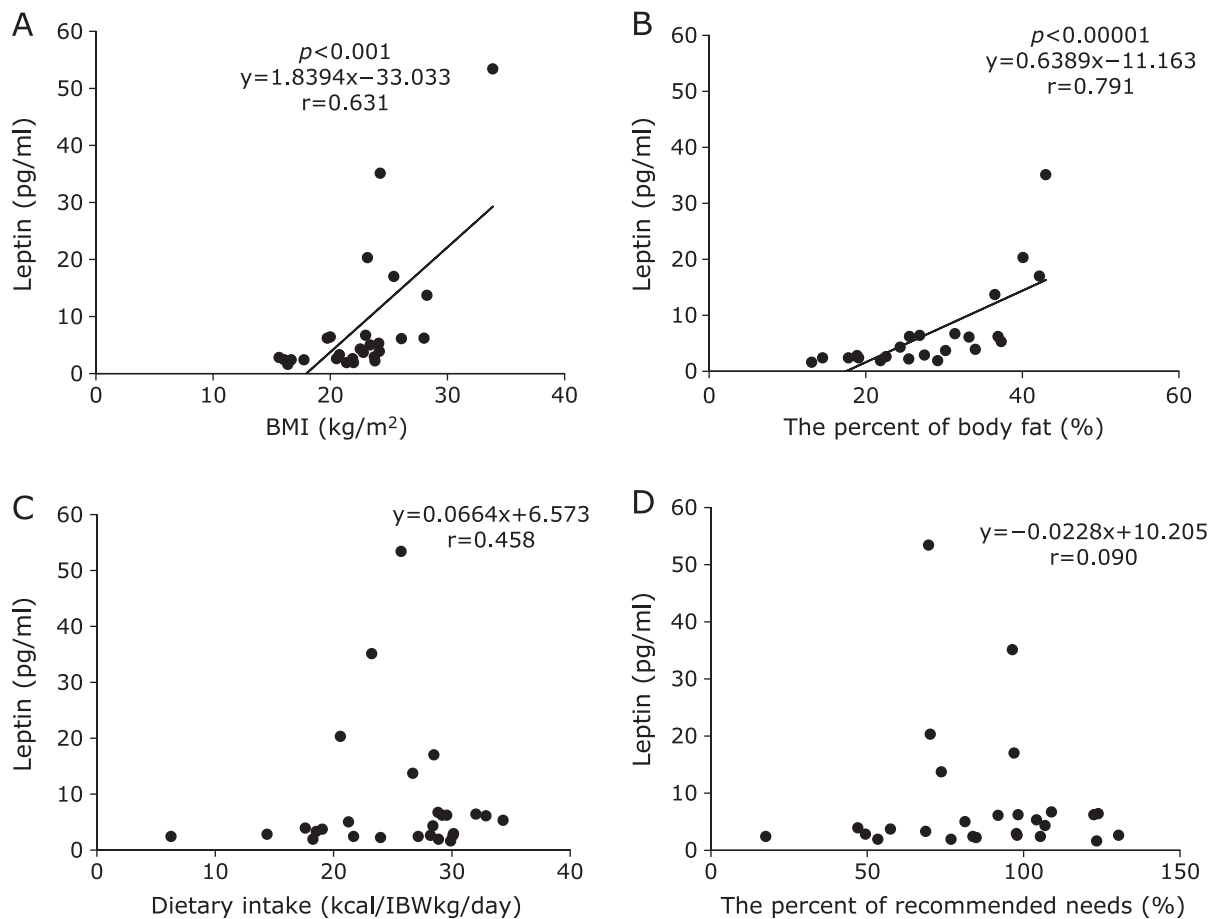 A
p<0.001
y=1.8394x−33.033
r=0.631
Leptin (pg/ml)
60
50
40
30
20
10
0
0 10 20 30 40
BMI (kg/m²)
B
p<0.00001
y=0.6389x−11.163
r=0.791
Leptin (pg/ml)
60
50
40
30
20
10
0
0 20 40 60
The percent of body fat (%)
C
y=0.0664x+6.573
r=0.458
Leptin (pg/ml)
60
50
40
30
20
10
0
0 10 20 30 40
Dietary intake (kcal/IBWkg/day)
D
y=−0.0228x+10.205
r=0.090
Leptin (pg/ml)
60
50
40
30
20
10
0
0 50 100 150
The percent of recommended needs (%)